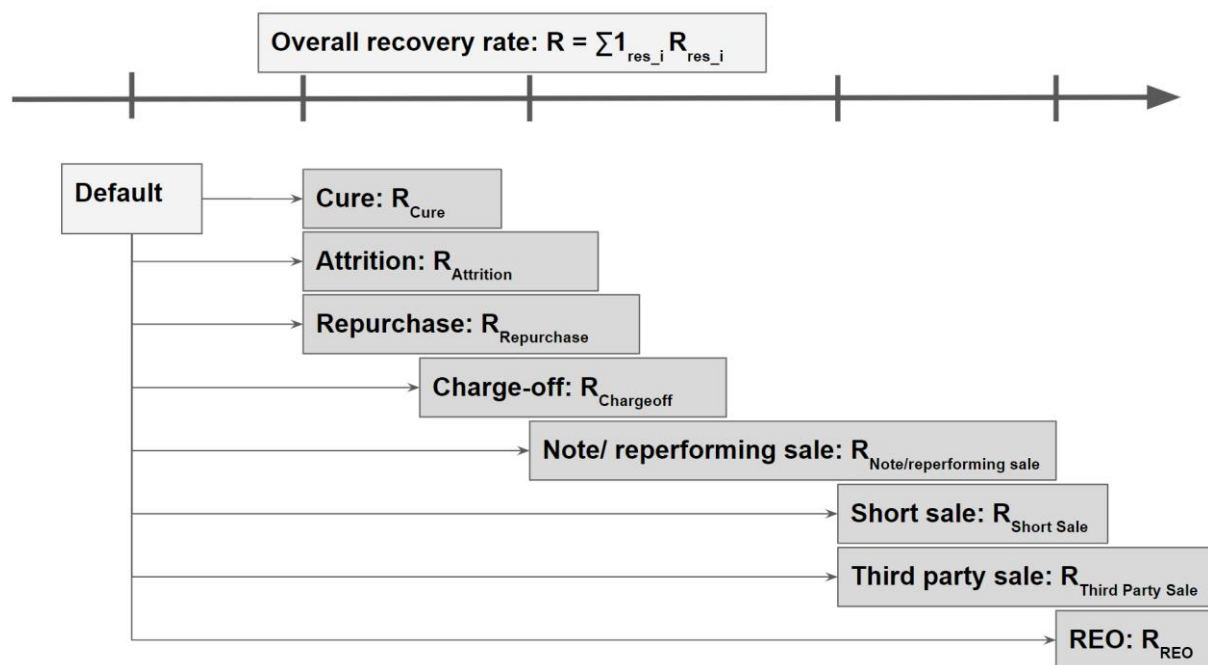 Overall recovery rate: R = ∑1res_i Rres_i
Default
Cure: RCure
Attrition: RAttrition
Repurchase: RRepurchase
Charge-off: RChargeoff
Note/ reperforming sale: RNote/reperforming sale
Short sale: RShort Sale
Third party sale: RThird Party Sale
REO: RREO